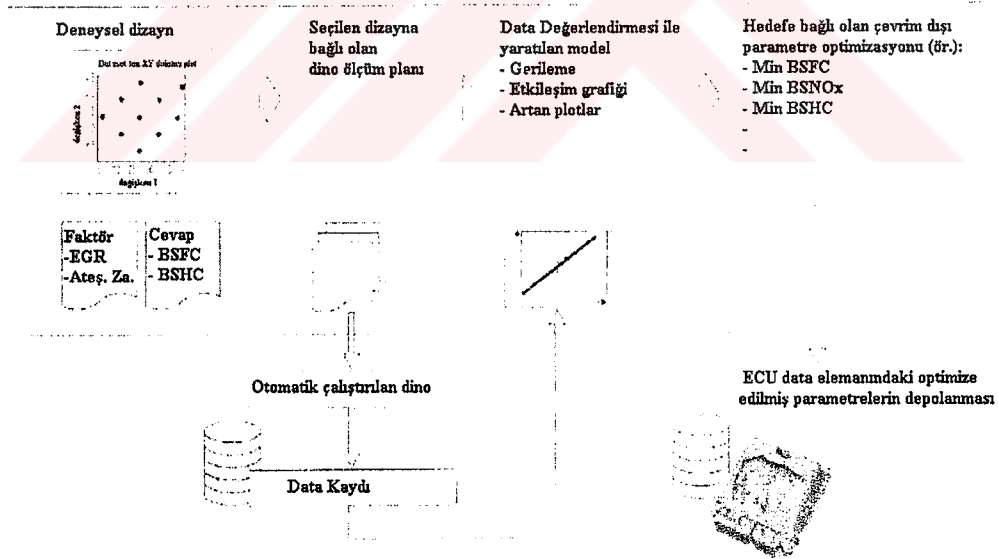 Deneysel dizayn
değişken 2
değişken 1
Seçilen dizayna
bağlı olan
dino ölçüm planı
Data Değerlendirmesi ile
yaratılan model
- Gerileme
- Etkileşim grafiği
- Artan plotlar
Hedefe bağlı olan çevrim dışı
parametre optimizasyonu (ör.):
- Min BSFC
- Min BSNOx
- Min BSHC
-
-
Faktör
-EGR
-Ateş. Za.
Cevap
- BSFC
- BSHC
Otomatik çalıştırılan dino
Data Kaydı
ECU data elemanındaki optimize
edilmiş parametrelerin depolanması